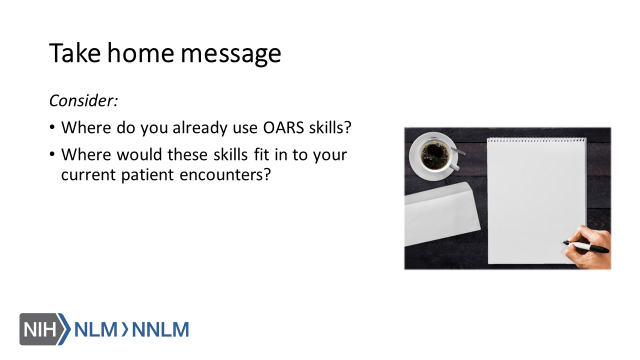 Take home message
Consider:
• Where do you already use OARS skills?
• Where would these skills fit in to your
current patient encounters?
NIH NLM NNLM